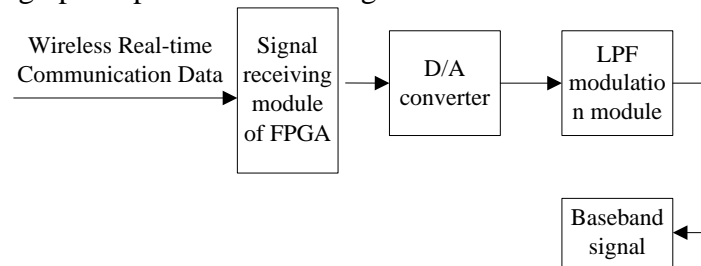 Wireless Real-time
Communication Data
Signal
receiving
module
of FPGA
D/A
converter
LPF
modulatio
n module
Baseband
signal